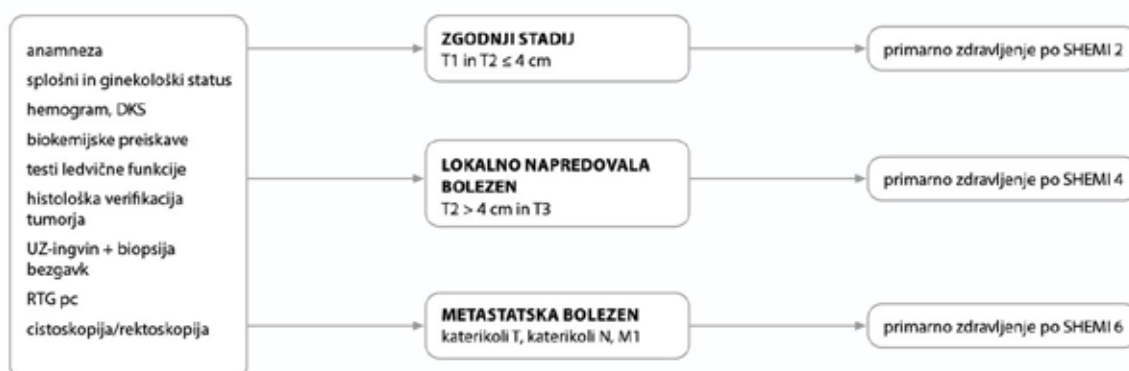 anamneza
splošni in ginekološki status
hemogram, DKS
biokemijske preiskave
testi ledvične funkcije
histološka verifikacija
tumorja
UZ-ingvin + biopsija
bezgavk
RTG pc
cistoskopija/rektoskopija
ZGODNJI STADIJ
T1 in T2 ≤ 4 cm
primarno zdravljenje po SHEMI 2
LOKALNO NAPREDOVALA
BOLEZEN
T2 > 4 cm in T3
primarno zdravljenje po SHEMI 4
METASTATSKA BOLEZEN
katerikoli T, katerikoli N, M1
primarno zdravljenje po SHEMI 6